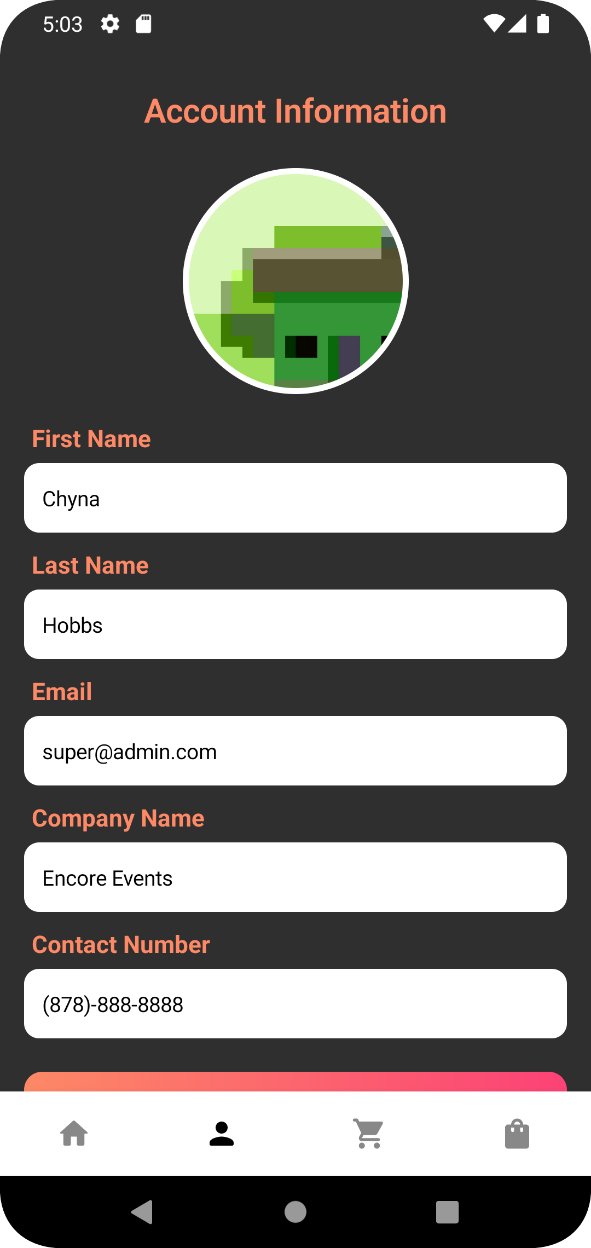 5:03
Account Information
First Name
Chyna
Last Name
Hobbs
Email
super@admin.com
Company Name
Encore Events
Contact Number
(878)-888-8888